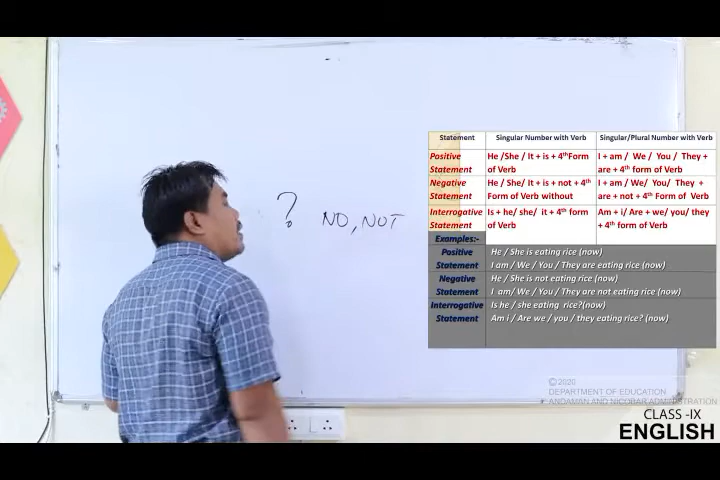 ? NO, NOT
Statement Singular Number with Verb Singular/Plural Number with Verb
Positive He /She / It + is + 4thForm I + am / We / You / They +
Statement of Verb are + 4th form of Verb
Negative He / She/ It + is + not + 4th I + am / We/ You/ They +
Statement Form of Verb without are + not + 4th Form of Verb
Interrogative Is + he/ she/ it + 4th form Am + i/ Are + we/ you/ they
Statement of Verb + 4th form of Verb
Examples:-
Positive He / She is eating rice (now)
Statement I am / We / You / They are eating rice (now)
Negative He / She is not eating rice (now)
Statement I am/ We / You / They are not eating rice (now)
Interrogative Is he / she eating rice?(now)
Statement Am i / Are we / you / they eating rice? (now)
©2020
DEPARTMENT OF EDUCATION
ANDAMAN AND NICOBAR ADMINISTRATION
CLASS -IX
ENGLISH